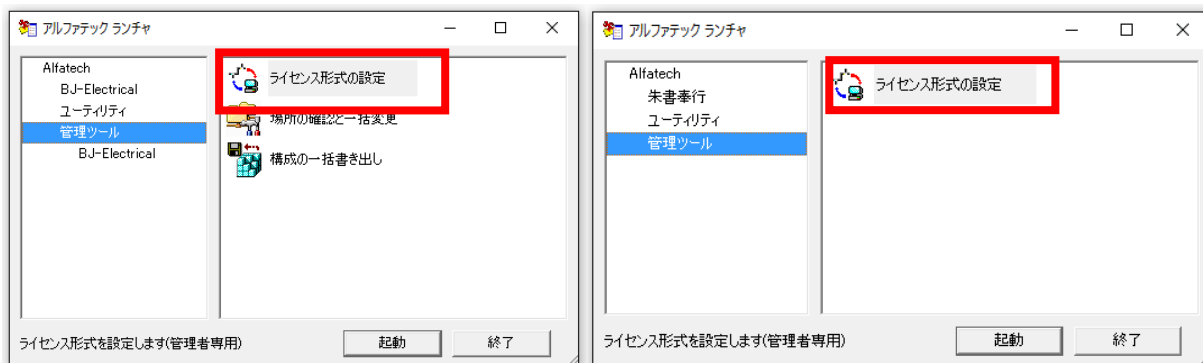 アルファテック ランチャ
Alfatech
BJ-Electrical
ユーティリティ
管理ツール
BJ-Electrical
ライセンス形式の設定
場所の確認と一括変更
構成の一括書き出し
ライセンス形式を設定します(管理者専用)
起動
終了
アルファテック ランチャ
Alfatech
朱書奉行
ユーティリティ
管理ツール
ライセンス形式の設定
ライセンス形式を設定します(管理者専用)
起動
終了